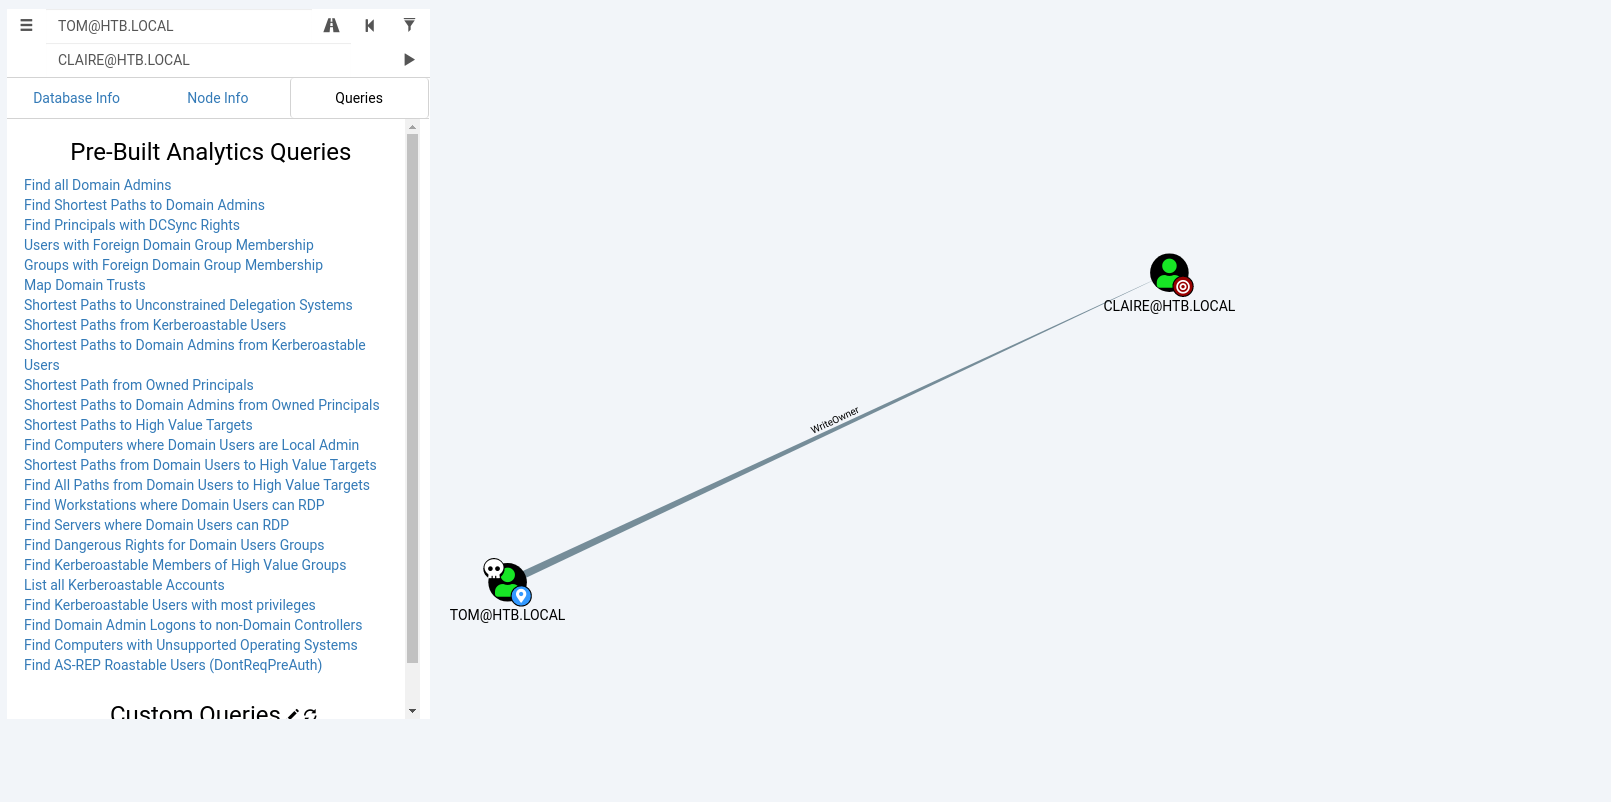 TOM@HTB.LOCAL
CLAIRE@HTB.LOCAL
Database Info
Node Info
Queries
Pre-Built Analytics Queries
Find all Domain Admins
Find Shortest Paths to Domain Admins
Find Principals with DCSync Rights
Users with Foreign Domain Group Membership
Groups with Foreign Domain Group Membership
Map Domain Trusts
Shortest Paths to Unconstrained Delegation Systems
Shortest Paths from Kerberoastable Users
Shortest Paths to Domain Admins from Kerberoastable
Users
Shortest Path from Owned Principals
Shortest Paths to Domain Admins from Owned Principals
Shortest Paths to High Value Targets
Find Computers where Domain Users are Local Admin
Shortest Paths from Domain Users to High Value Targets
Find All Paths from Domain Users to High Value Targets
Find Workstations where Domain Users can RDP
Find Servers where Domain Users can RDP
Find Dangerous Rights for Domain Users Groups
Find Kerberoastable Members of High Value Groups
List all Kerberoastable Accounts
Find Kerberoastable Users with most privileges
Find Domain Admin Logons to non-Domain Controllers
Find Computers with Unsupported Operating Systems
Find AS-REP Roastable Users (DontReqPreAuth)
Custom Queries
CLAIRE@HTB.LOCAL
WriteOwner
TOM@HTB.LOCAL